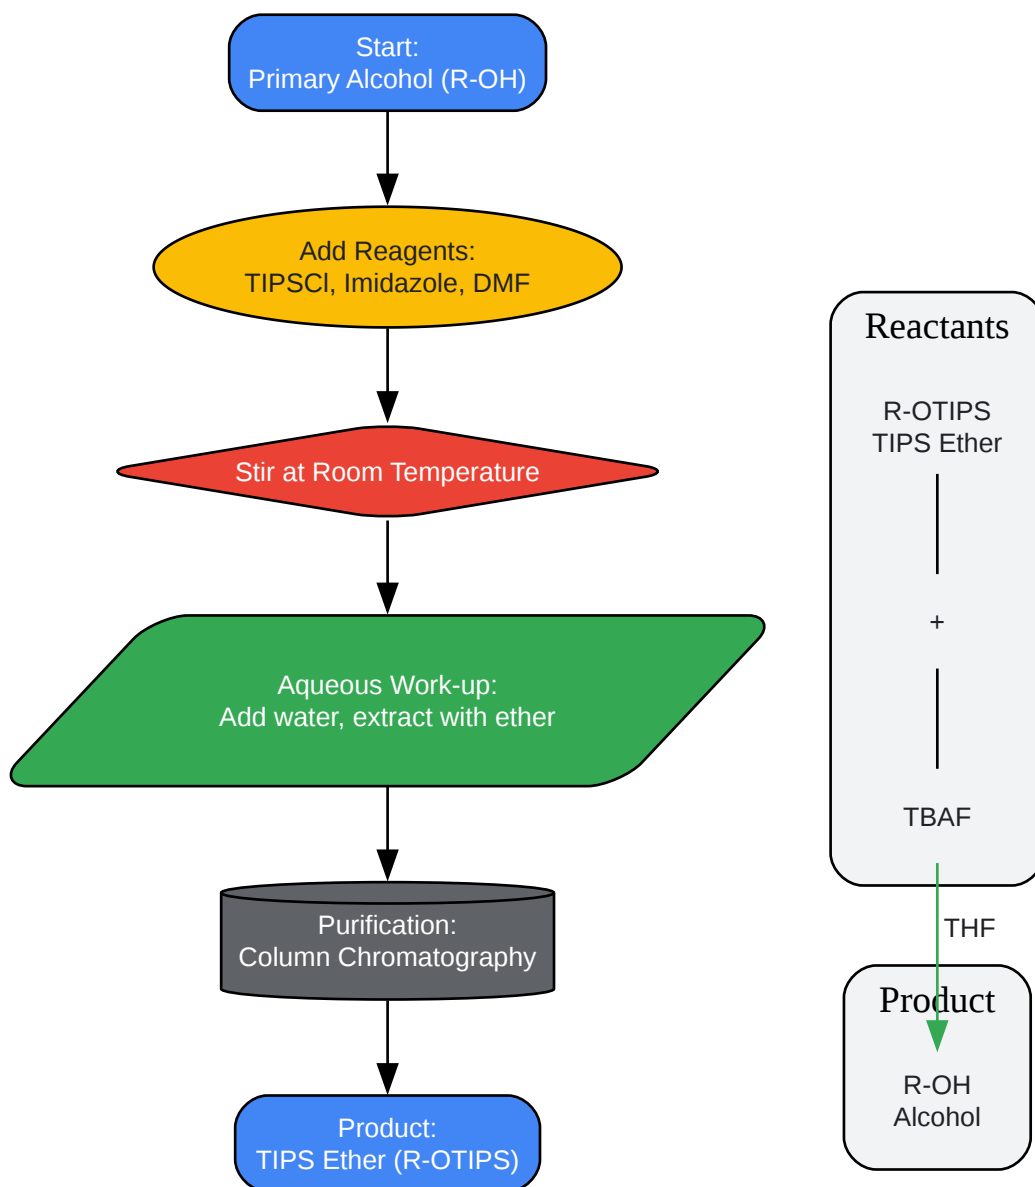 Start:
Primary Alcohol (R-OH)
Add Reagents:
TIPSCl, Imidazole, DMF
Stir at Room Temperature
Aqueous Work-up:
Add water, extract with ether
Purification:
Column Chromatography
Product:
TIPS Ether (R-OTIPS)
Reactants
R-OTIPS
TIPS Ether
+
TBAF
THF
Product
R-OH
Alcohol